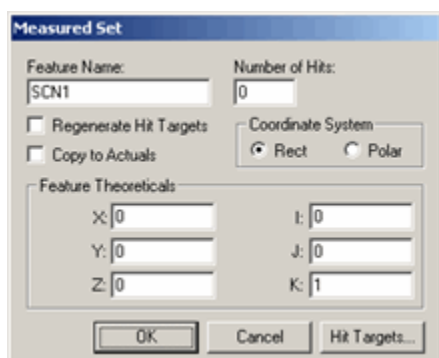 Measured Set
Feature Name:
Number of Hits:
SCN1
0
Regenerate Hit Targets
Copy to Actuals
Coordinate System
Rect
Polar
Feature Theoreticals
X: 0
I: 0
Y: 0
J: 0
Z: 0
K: 1
OK
Cancel
Hit Targets...